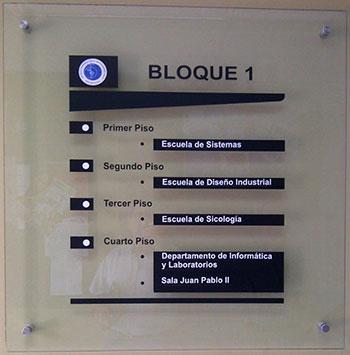 BLOQUE 1
Primer Piso
Escuela de Sistemas
Segundo Piso
Escuela de Diseño Industrial
Tercer Piso
Escuela de Sicología
Cuarto Piso
Departamento de Informática
y Laboratorios
Sala Juan Pablo II